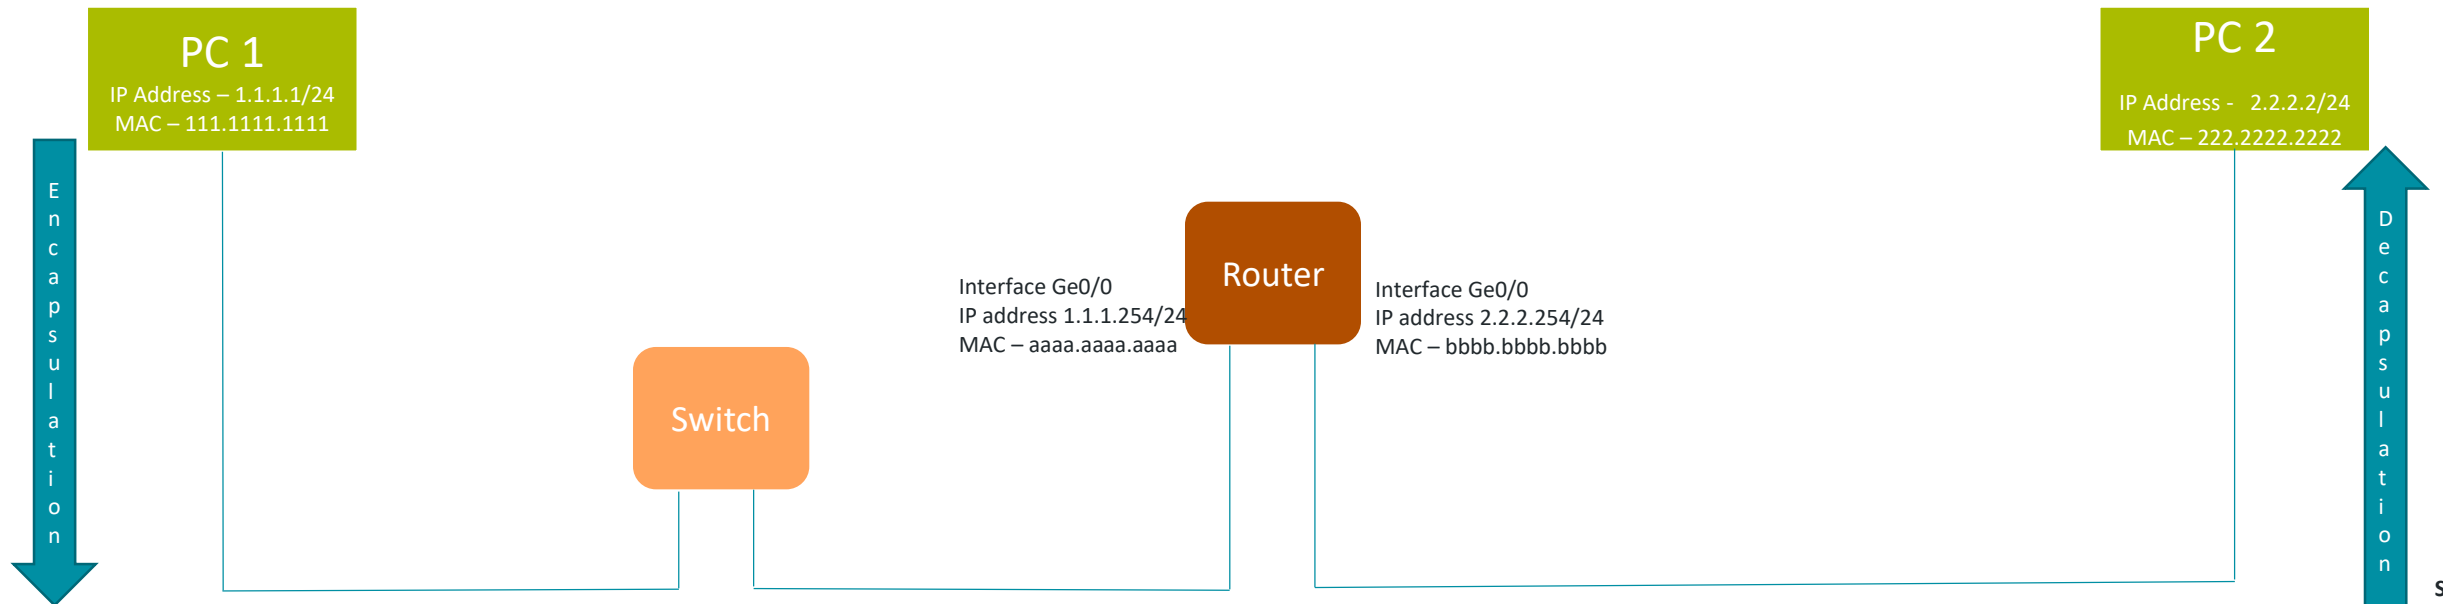 PC 1
IP Address – 1.1.1.1/24
MAC – 111.1111.1111
PC 2
IP Address -   2.2.2.2/24
MAC – 222.2222.2222
Encapsulation
Interface Ge0/0
IP address 1.1.1.254/24
MAC – aaaa.aaaa.aaaa
Router
Interface Ge0/0
IP address 2.2.2.254/24
MAC – bbbb.bbbb.bbbb
Switch
Decapsulation
S